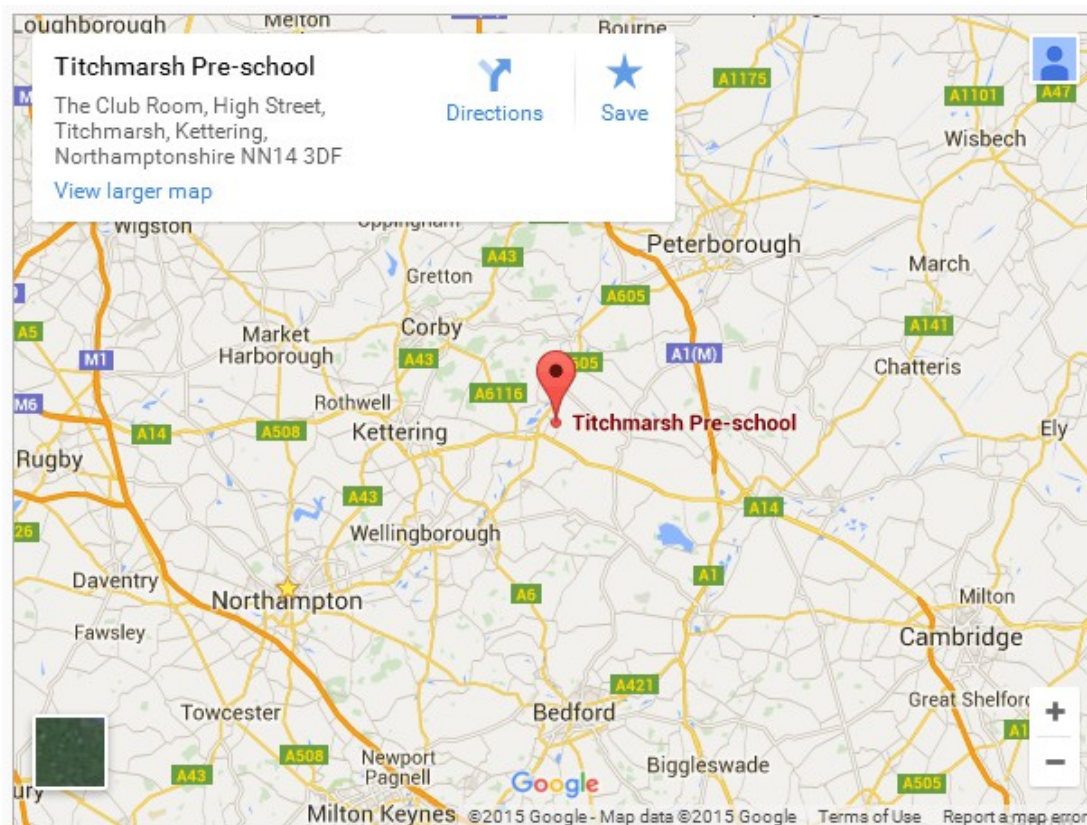 Loughborough
Melton
Bourne
Titchmarsh Pre-school
The Club Room, High Street,
Titchmarsh, Kettering,
Northamptonshire NN14 3DF
View larger map
Directions
Save
A1175
A1101
A47
Wisbech
Wigston
Uppingham
Peterborough
A43
Gretton
March
A605
A5
Market
Harborough
Corby
A141
M1
A43
A1(M)
605
Chatteris
M6
Rothwell
A6116
A14
A508
Kettering
Titchmarsh Pre-school
Ely
Rugby
A43
A14
26
Wellingborough
Daventry
A1
Northampton
A6
Milton
Fawsley
Cambridge
A421
Great Shelford
Towcester
Bedford
A508
Newport
Pagnell
A43
Biggleswade
A505
ury
Milton Keynes
Google
©2015 Google - Map data ©2015 Google
Terms of Use
Report a map error